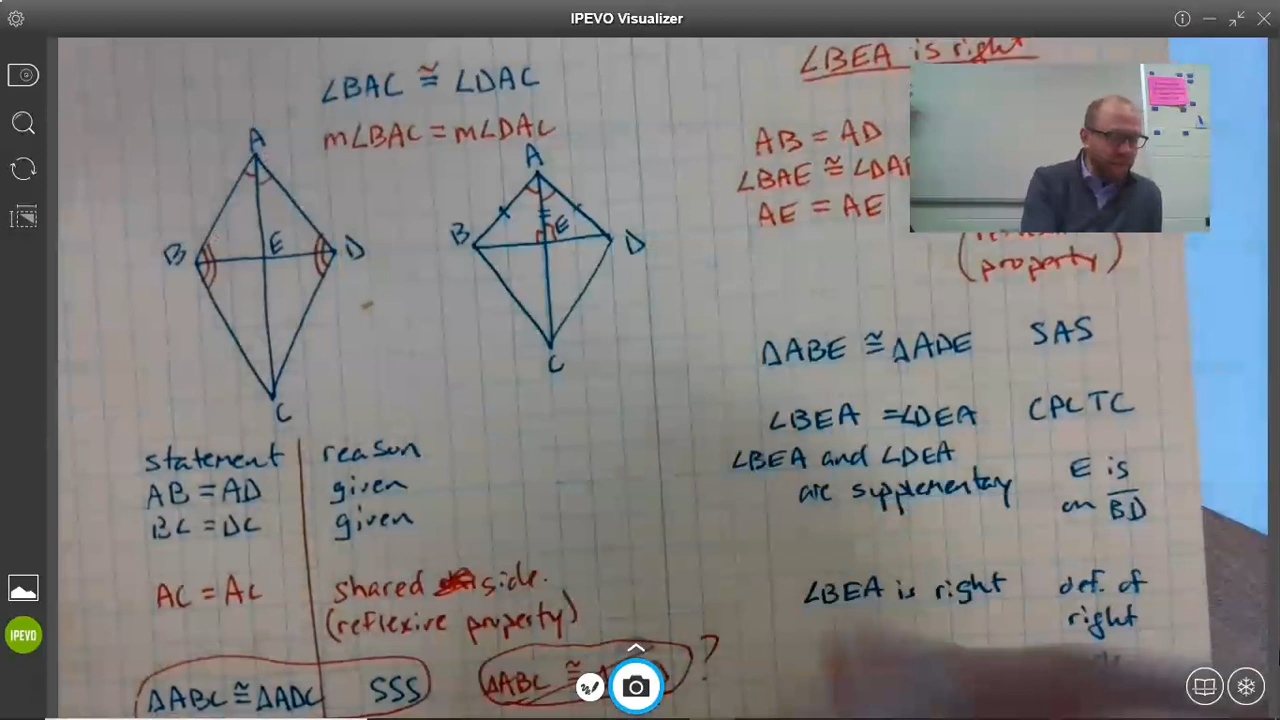 IPEVO Visualizer
∠BAC ≅ ∠DAC
m∠BAC = m∠DAC
A
B
E
D
C
A
B
E
D
C
statement reason
AB = AD given
BC = DC given
AC = AC shared side.
(reflexive property)
ΔABC ≅ ΔADC SSS
ΔABC ≅ ?
∠BEA is right
AB = AD
∠BAE ≅ ∠DAE
AE = AE
(property)
ΔABE ≅ ΔADE SAS
∠BEA = ∠DEA CPCTC
∠BEA and ∠DEA
are supplementary
E is
on BD
∠BEA is right
def. of
right
IPEVO